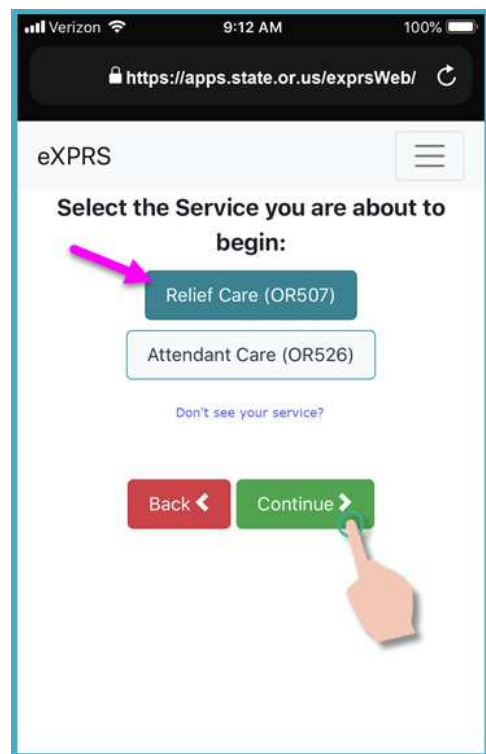 Verizon 9:12 AM 100%
https://apps.state.or.us/exprsWeb/
eXPRS
Select the Service you are about to
begin:
Relief Care (OR507)
Attendant Care (OR526)
Don't see your service?
Back Continue